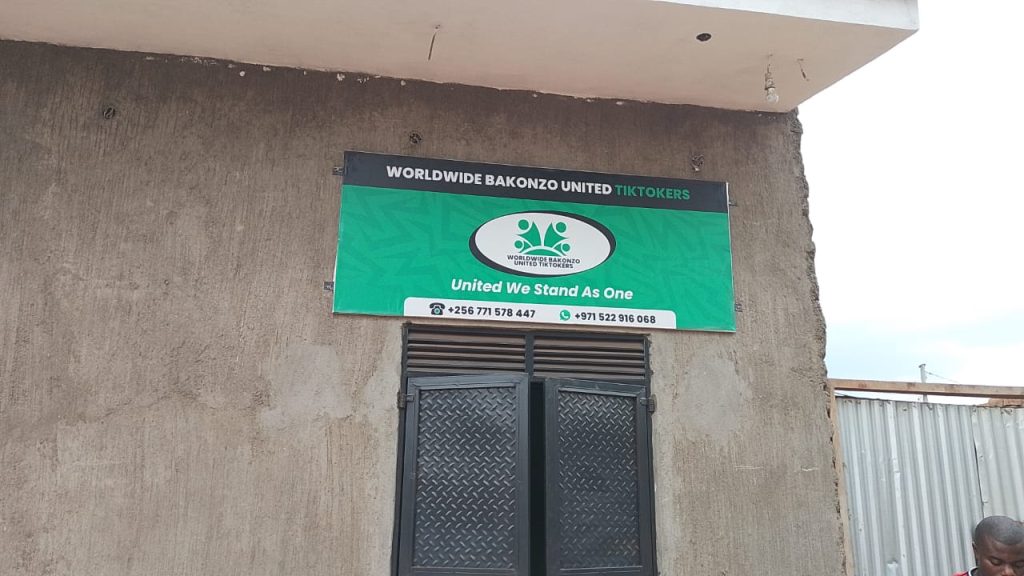 WORLDWIDE BAKONZO UNITED TIKTOKERS
WORLDWIDE BAKONZO
UNITED TIKTOKERS
United We Stand As One
+256 771 578 447 +971 522 916 068